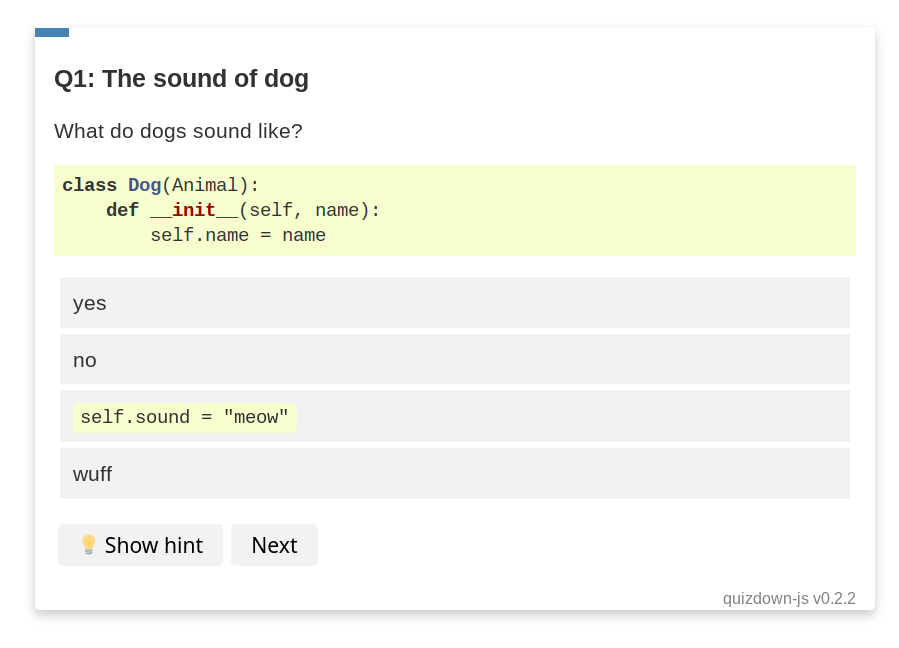 Q1: The sound of dog
What do dogs sound like?
class Dog(Animal):
    def __init__(self, name):
        self.name = name
yes
no
self.sound = "meow"
wuff
Show hint
Next
quizdown-js v0.2.2